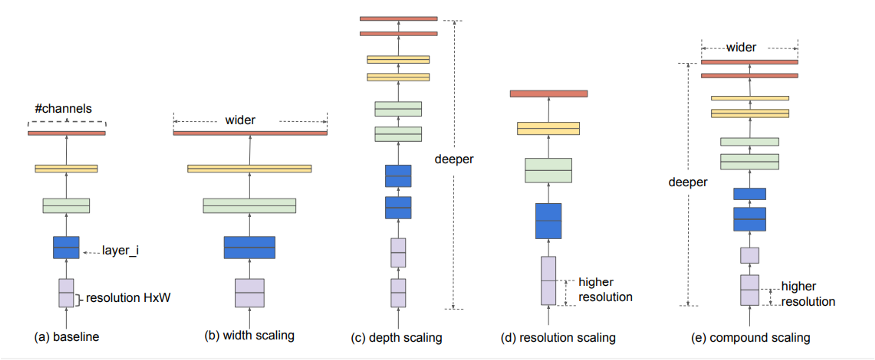 #channels
layer_i
resolution HxW
(a) baseline
wider
(b) width scaling
deeper
(c) depth scaling
higher
resolution
(d) resolution scaling
wider
deeper
higher
resolution
(e) compound scaling